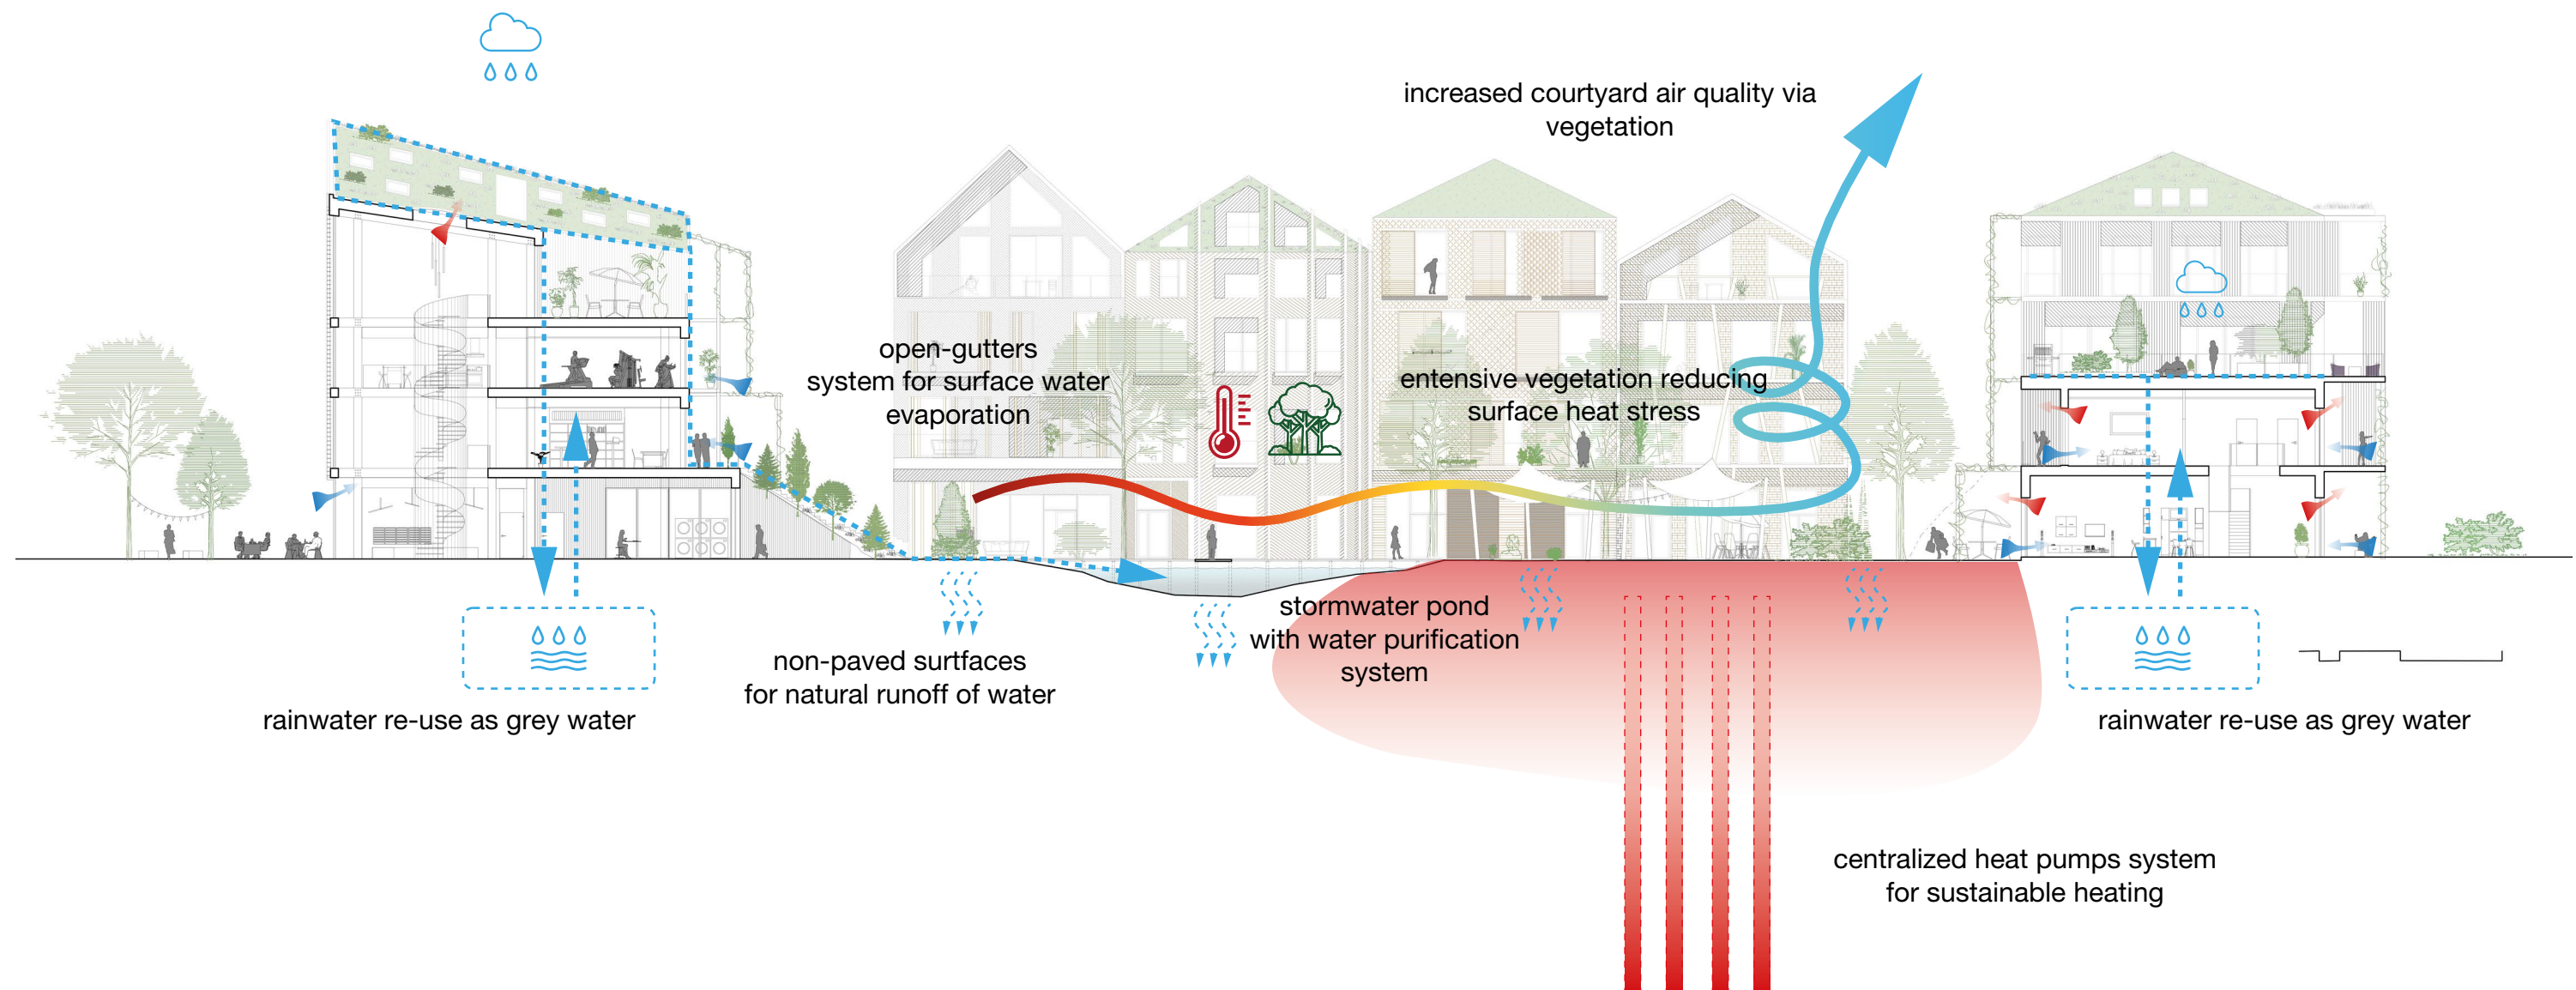 increased courtyard air quality via
vegetation
open-gutters
system for surface water
evaporation
entensive vegetation reducing
surface heat stress
stormwater pond
with water purification
system
non-paved surtfaces
for natural runoff of water
rainwater re-use as grey water
rainwater re-use as grey water
centralized heat pumps system
for sustainable heating